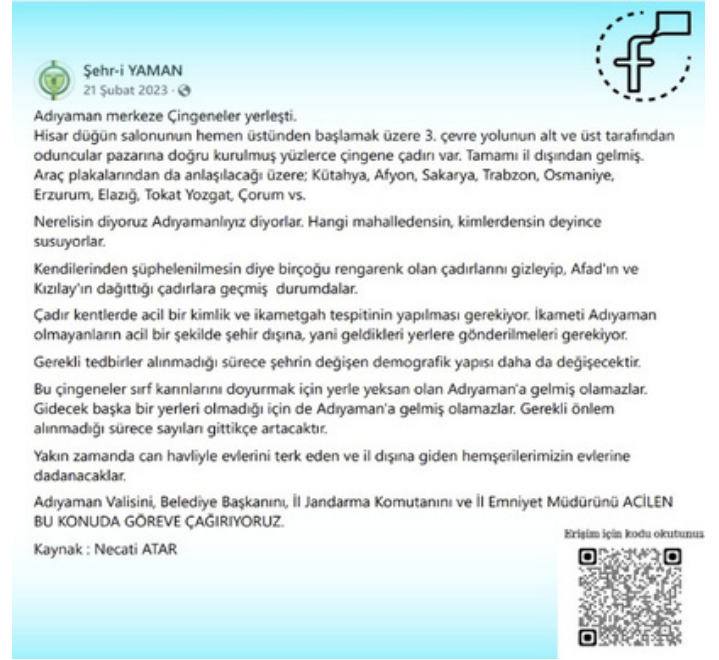 Şehr-i YAMAN
21 Şubat 2023 ·
Adıyaman merkeze Çingeneler yerleşti.
Hisar düğün salonunun hemen üstünden başlamak üzere 3. çevre yolunun alt ve üst tarafından
oduncular pazarına doğru kurulmuş yüzlerce çingene çadırı var. Tamamı il dışından gelmiş.
Araç plakalarından da anlaşılacağı üzere; Kütahya, Afyon, Sakarya, Trabzon, Osmaniye,
Erzurum, Elazığ, Tokat Yozgat, Çorum vs.
Nerelisin diyoruz Adıyamanlıyız diyorlar. Hangi mahalledensin, kimlerdensin deyince
susuyorlar.
Kendilerinden şüphelenilmesin diye birçoğu rengarenk olan çadırlarını gizleyip, Afad'ın ve
Kızılay'ın dağıttığı çadırlara geçmiş durumdalar.
Çadır kentlerde acil bir kimlik ve ikametgah tespitinin yapılması gerekiyor. İkameti Adıyaman
olmayanların acil bir şekilde şehir dışına, yani geldikleri yerlere gönderilmeleri gerekiyor.
Gerekli tedbirler alınmadığı sürece şehrin değişen demografik yapısı daha da değişecektir.
Bu çingeneler sırf karınlarını doyurmak için yerle yeksan olan Adıyaman'a gelmiş olamazlar.
Gidecek başka bir yerleri olmadığı için de Adıyaman'a gelmiş olamazlar. Gerekli önlem
alınmadığı sürece sayıları gittikçe artacaktır.
Yakın zamanda can havliyle evlerini terk eden ve il dışına giden hemşerilerimizin evlerine
dadanacaklar.
Adıyaman Valisini, Belediye Başkanını, İl Jandarma Komutanını ve İl Emniyet Müdürünü ACİLEN
BU KONUDA GÖREVE ÇAĞIRIYORUZ.
Kaynak : Necati ATAR
Erişim için kodu okutunuz